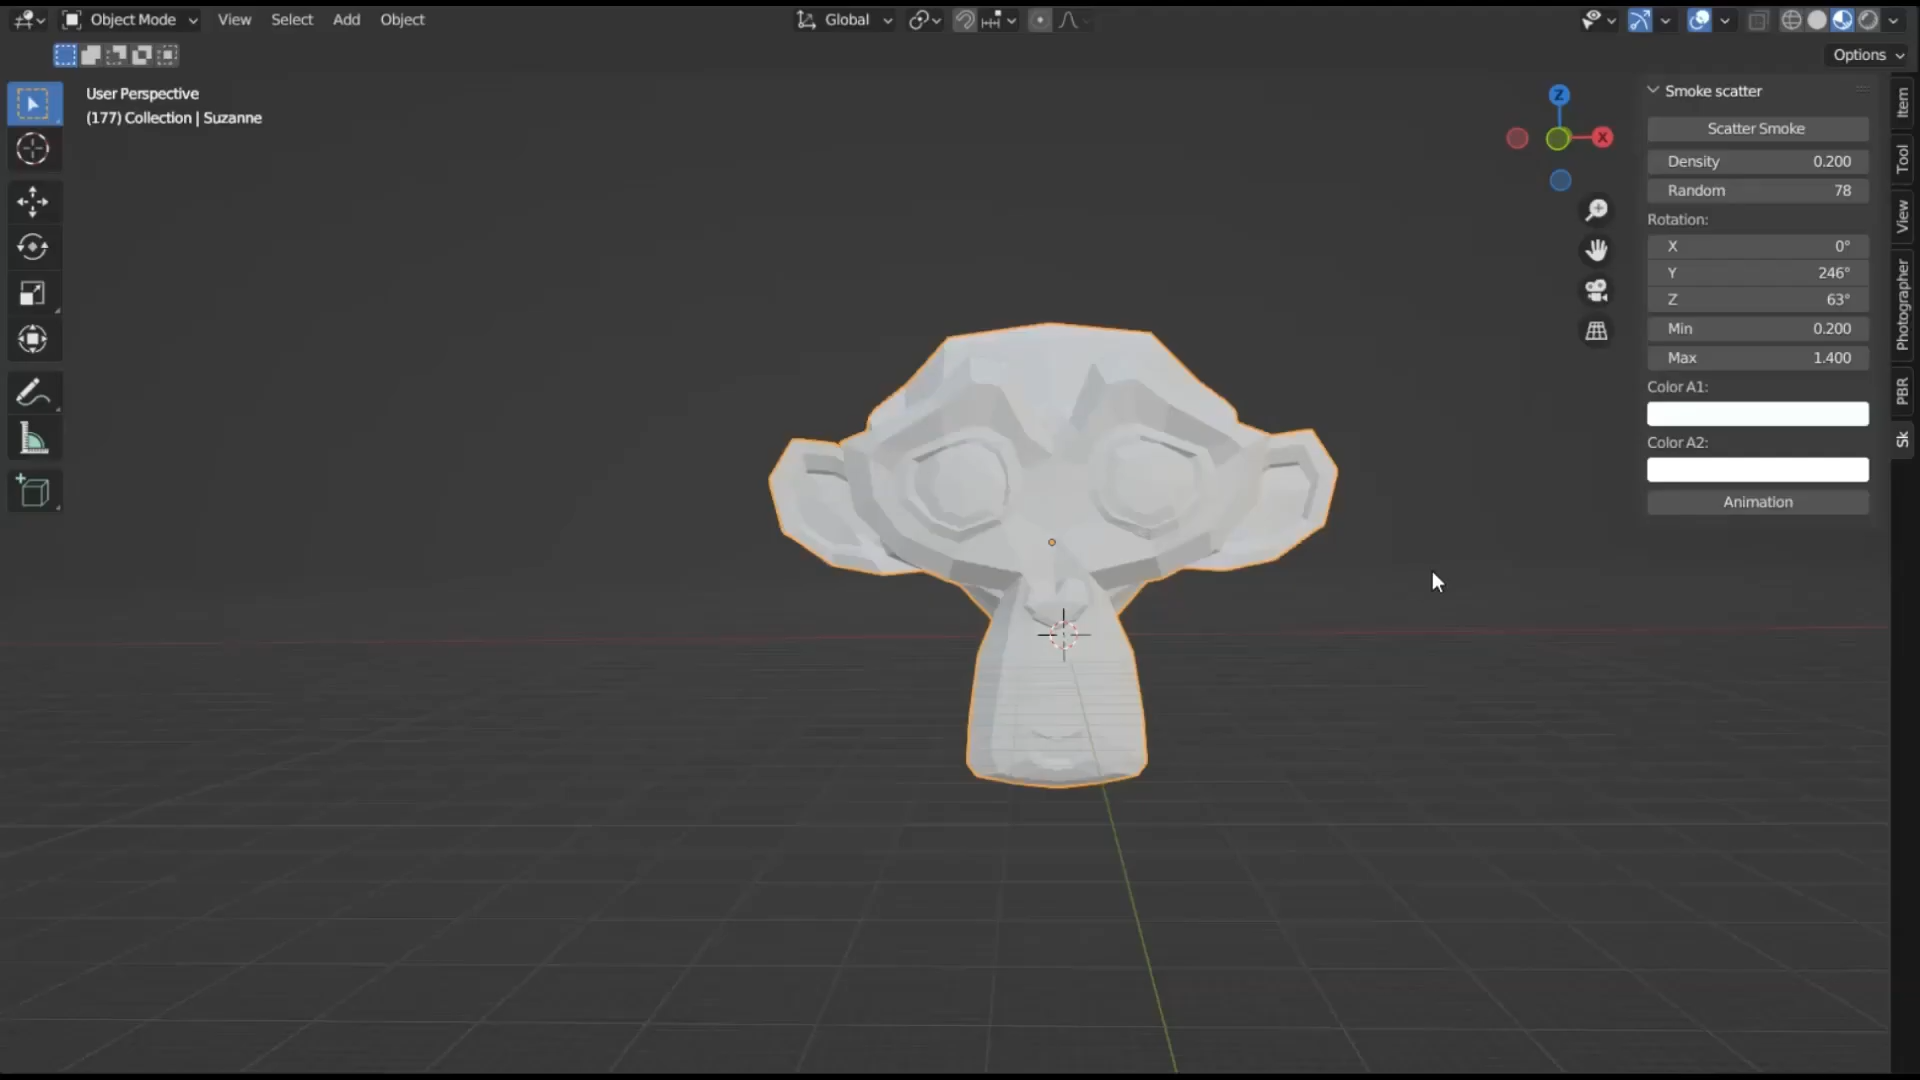 Object Mode View Select Add Object Global
Options
User Perspective
(177) Collection | Suzanne
Z
X
Smoke scatter
Scatter Smoke
Density 0.200
Random 78
Rotation:
X 0°
Y 246°
Z 63°
Min 0.200
Max 1.400
Color A1:
Color A2:
Animation
Item
Tool
View
Photographer
PBR
Sk